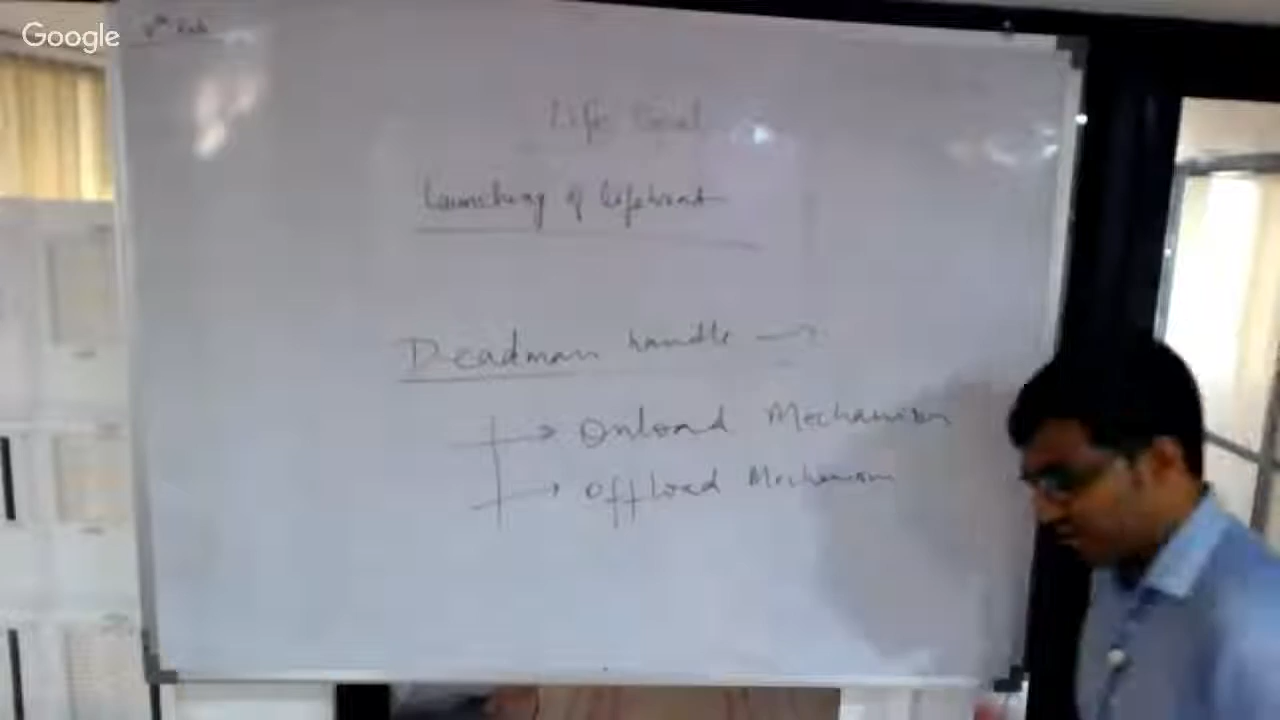 Google
Life Boat
Launching of lifeboat
Deadman handle →
→ Onload Mechanism
→ Offload Mechanism